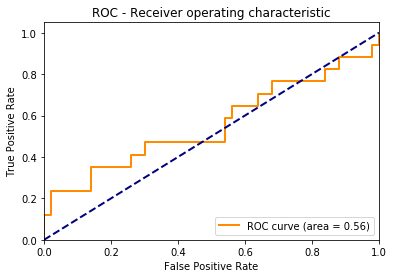 ROC - Receiver operating characteristic
True Positive Rate
1.0
0.8
0.6
0.4
0.2
0.0
ROC curve (area = 0.56)
0.0 0.2 0.4 0.6 0.8 1.0
False Positive Rate